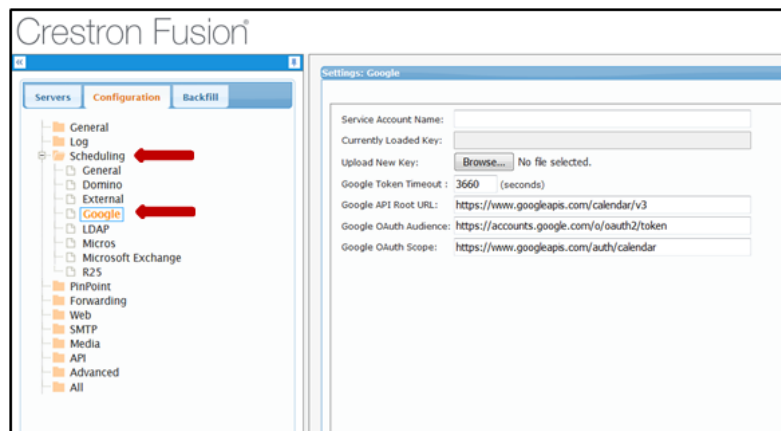 Crestron Fusion®
Servers Configuration Backfill
General
Log
Scheduling
General
Domino
External
Google
LDAP
Micros
Microsoft Exchange
R25
PinPoint
Forwarding
Web
SMTP
Media
API
Advanced
All
Settings: Google
Service Account Name:
Currently Loaded Key:
Upload New Key: Browse... No file selected.
Google Token Timeout : 3660 (seconds)
Google API Root URL: https://www.googleapis.com/calendar/v3
Google OAuth Audience: https://accounts.google.com/o/oauth2/token
Google OAuth Scope: https://www.googleapis.com/auth/calendar